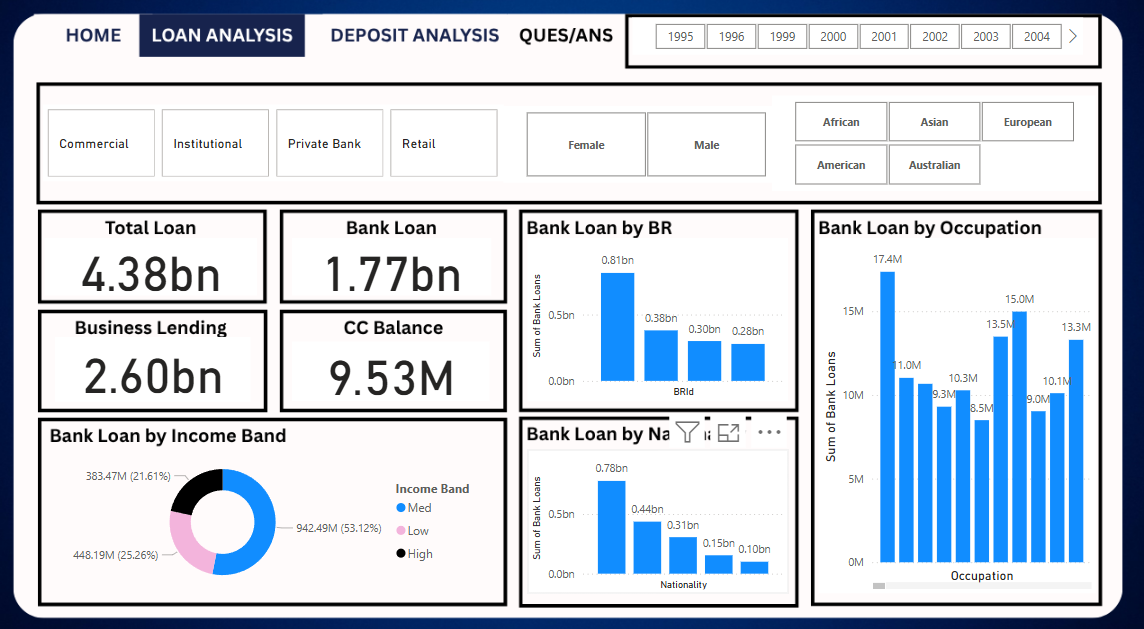 HOME LOAN ANALYSIS DEPOSIT ANALYSIS QUES/ANS
1995 1996 1999 2000 2001 2002 2003 2004
Commercial Institutional Private Bank Retail
Female Male
African Asian European
American Australian
Total Loan
4.38bn
Bank Loan
1.77bn
Business Lending
2.60bn
CC Balance
9.53M
Bank Loan by BR
Sum of Bank Loans
0.5bn
0.0bn
0.81bn
0.38bn
0.30bn
0.28bn
BRId
Bank Loan by Occupation
Sum of Bank Loans
15M
10M
5M
0M
17.4M
11.0M
9.3M
10.3M
8.5M
13.5M
15.0M
9.0M
10.1M
13.3M
Occupation
Bank Loan by Income Band
383.47M (21.61%)
448.19M (25.26%)
942.49M (53.12%)
Income Band
Med
Low
High
Bank Loan by Na
Sum of Bank Loans
0.5bn
0.0bn
0.78bn
0.44bn
0.31bn
0.15bn
0.10bn
Nationality